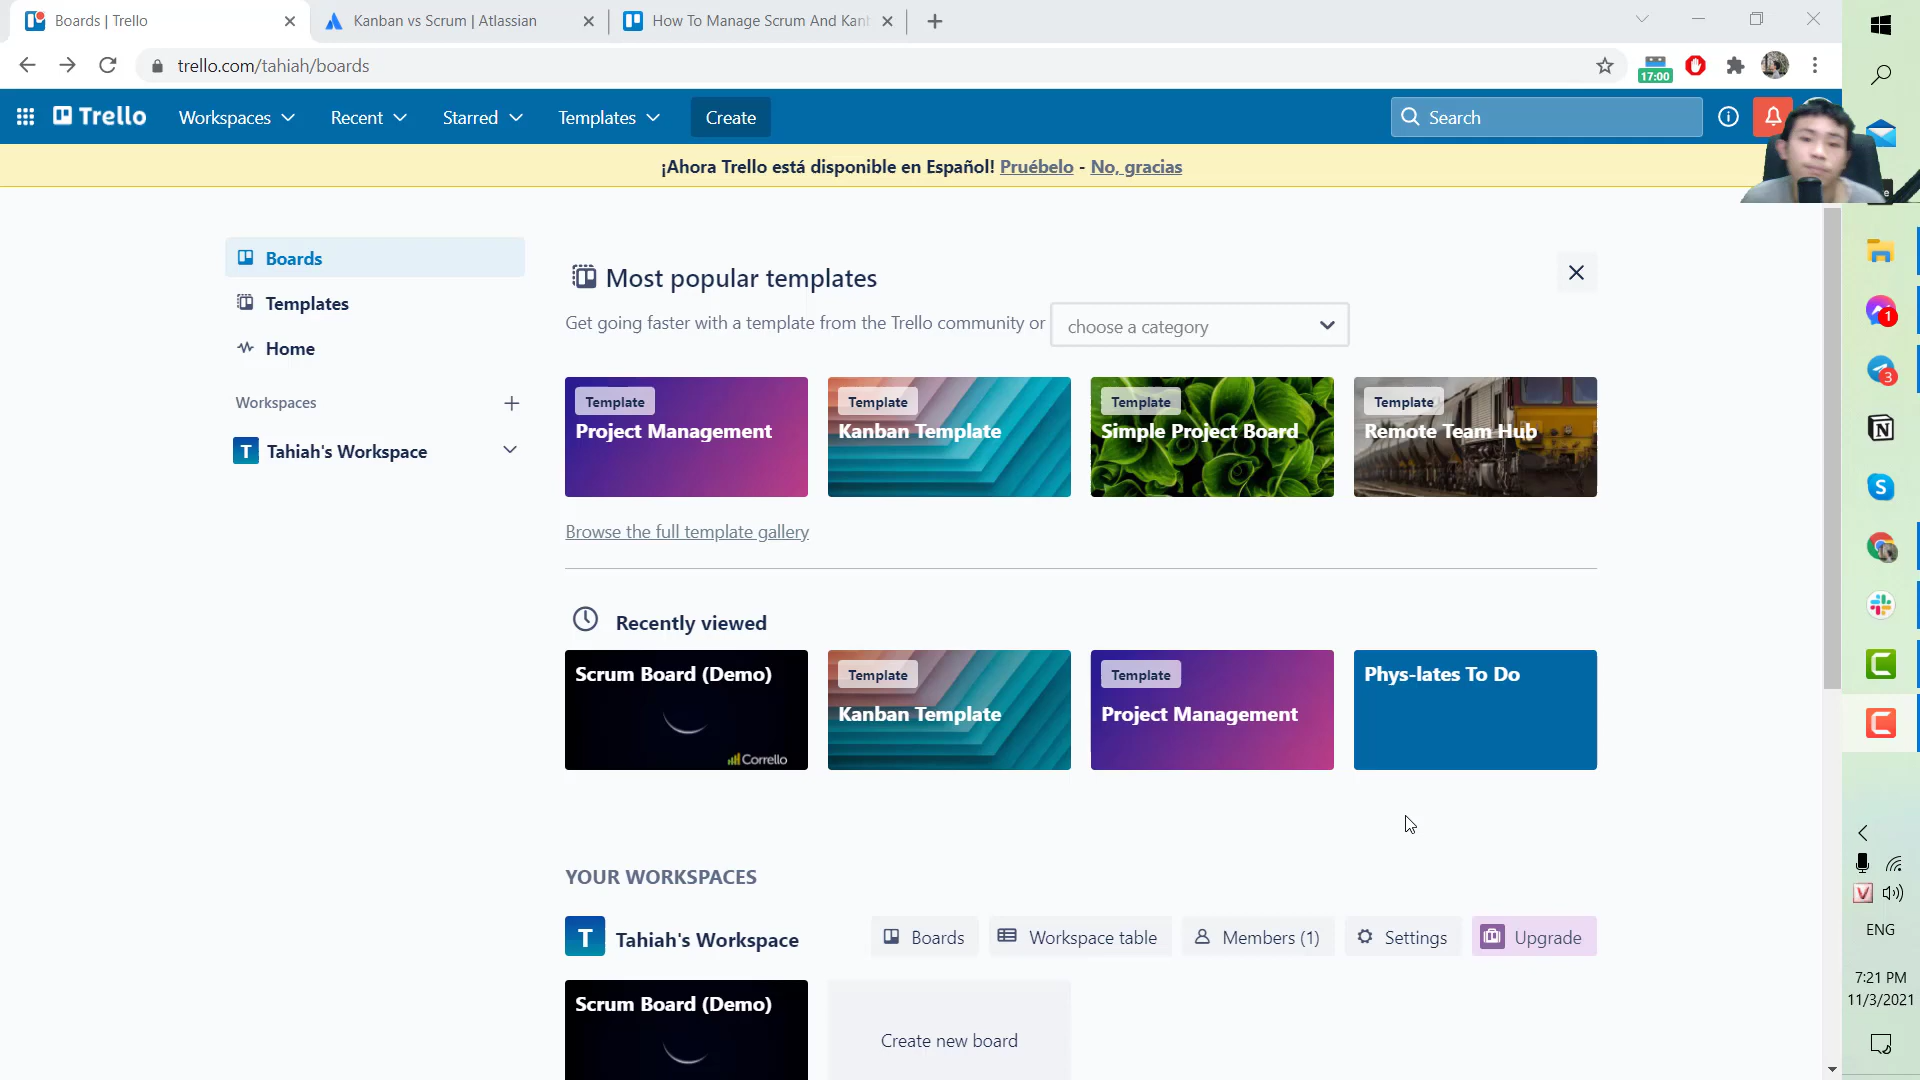 Boards | Trello
Kanban vs Scrum | Atlassian
How To Manage Scrum And Kanb
trello.com/tahiah/boards
17:00
Trello
Workspaces
Recent
Starred
Templates
Create
Search
¡Ahora Trello está disponible en Español! Pruébelo - No, gracias
Boards
Templates
Home
Workspaces
T Tahiah's Workspace
Most popular templates
Get going faster with a template from the Trello community or
choose a category
Template
Project Management
Template
Kanban Template
Template
Simple Project Board
Template
Remote Team Hub
Browse the full template gallery
Recently viewed
Scrum Board (Demo)
Corrello
Template
Kanban Template
Template
Project Management
Phys-lates To Do
YOUR WORKSPACES
T Tahiah's Workspace
Boards
Workspace table
Members (1)
Settings
Upgrade
Scrum Board (Demo)
Create new board
1
3
N
S
V
ENG
7:21 PM
11/3/2021